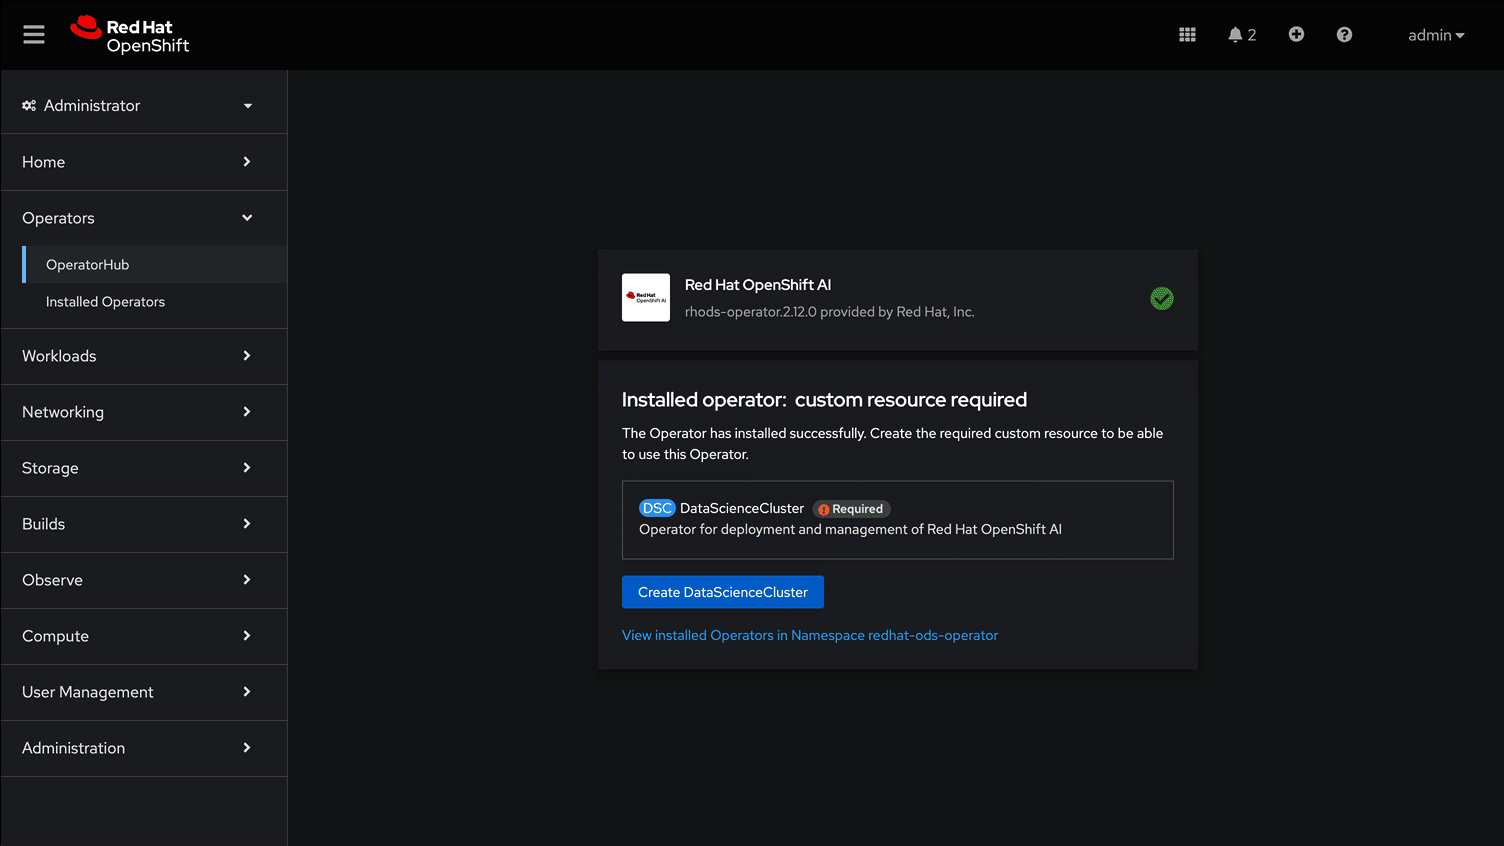 Red Hat
OpenShift
2
admin
Administrator
Home
Operators
OperatorHub
Installed Operators
Workloads
Networking
Storage
Builds
Observe
Compute
User Management
Administration
Red Hat
OpenShift AI
Red Hat OpenShift AI
rhods-operator.2.12.0 provided by Red Hat, Inc.
Installed operator: custom resource required
The Operator has installed successfully. Create the required custom resource to be able
to use this Operator.
DSC DataScienceCluster Required
Operator for deployment and management of Red Hat OpenShift AI
Create DataScienceCluster
View installed Operators in Namespace redhat-ods-operator